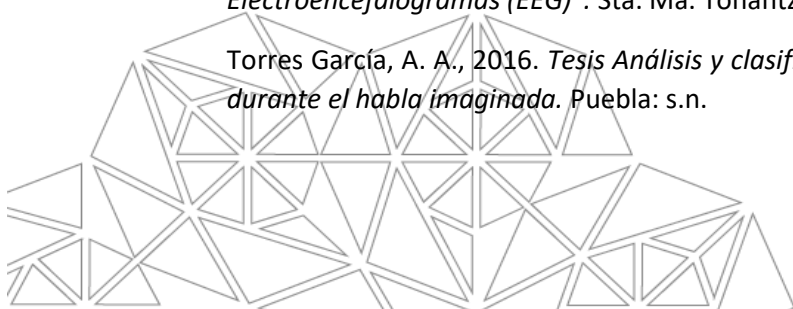 Electroencefalogramas (EEG)". Sta. Ma. Tonantz
Torres García, A. A., 2016. Tesis Análisis y clasif
durante el habla imaginada. Puebla: s.n.